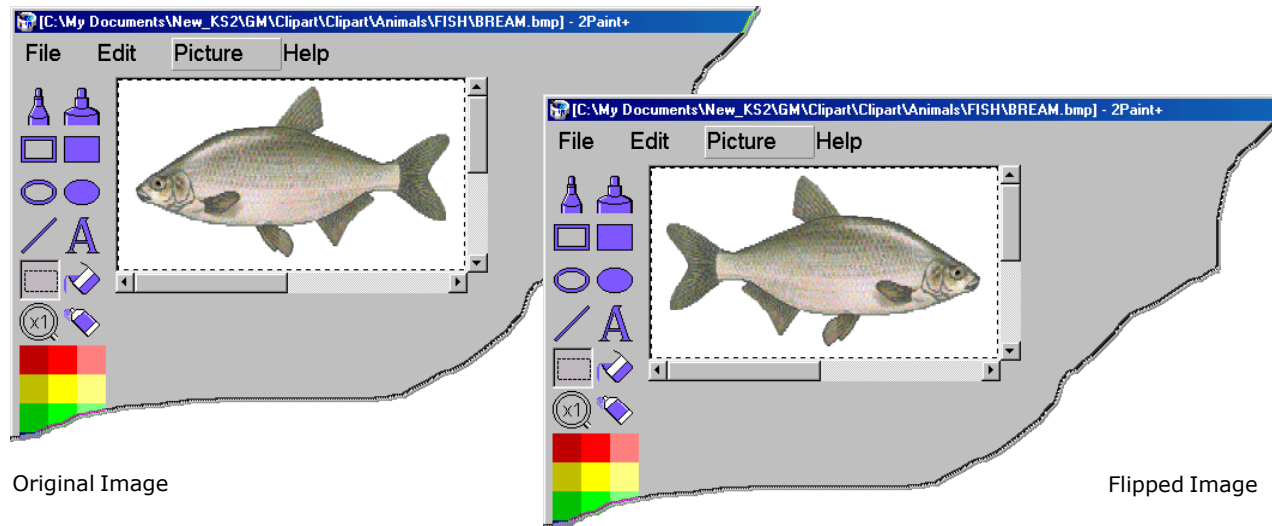 [C:\My Documents\New_KS2\GM\Clipart\Clipart\Animals\FISH\BREAM.bmp] - 2Paint+
File Edit Picture Help
A
x1
Original Image
[C:\My Documents\New_KS2\GM\Clipart\Clipart\Animals\FISH\BREAM.bmp] - 2Paint+
File Edit Picture Help
A
x1
Flipped Image